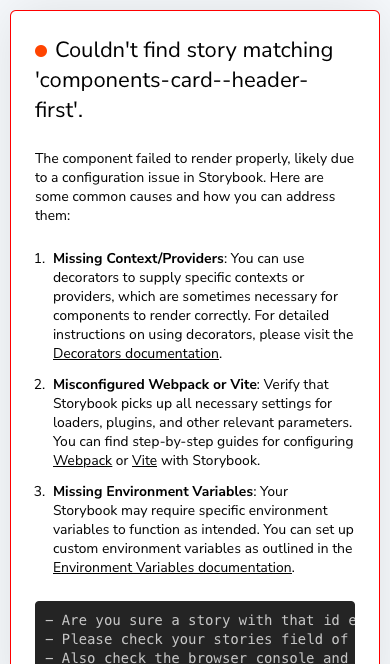 Couldn't find story matching
'components-card--header-
first'.
The component failed to render properly, likely due
to a configuration issue in Storybook. Here are
some common causes and how you can address
them:
1. Missing Context/Providers: You can use
decorators to supply specific contexts or
providers, which are sometimes necessary for
components to render correctly. For detailed
instructions on using decorators, please visit the
Decorators documentation.
2. Misconfigured Webpack or Vite: Verify that
Storybook picks up all necessary settings for
loaders, plugins, and other relevant parameters.
You can find step-by-step guides for configuring
Webpack or Vite with Storybook.
3. Missing Environment Variables: Your
Storybook may require specific environment
variables to function as intended. You can set up
custom environment variables as outlined in the
Environment Variables documentation.
– Are you sure a story with that id e
– Please check your stories field of
– Also check the browser console and